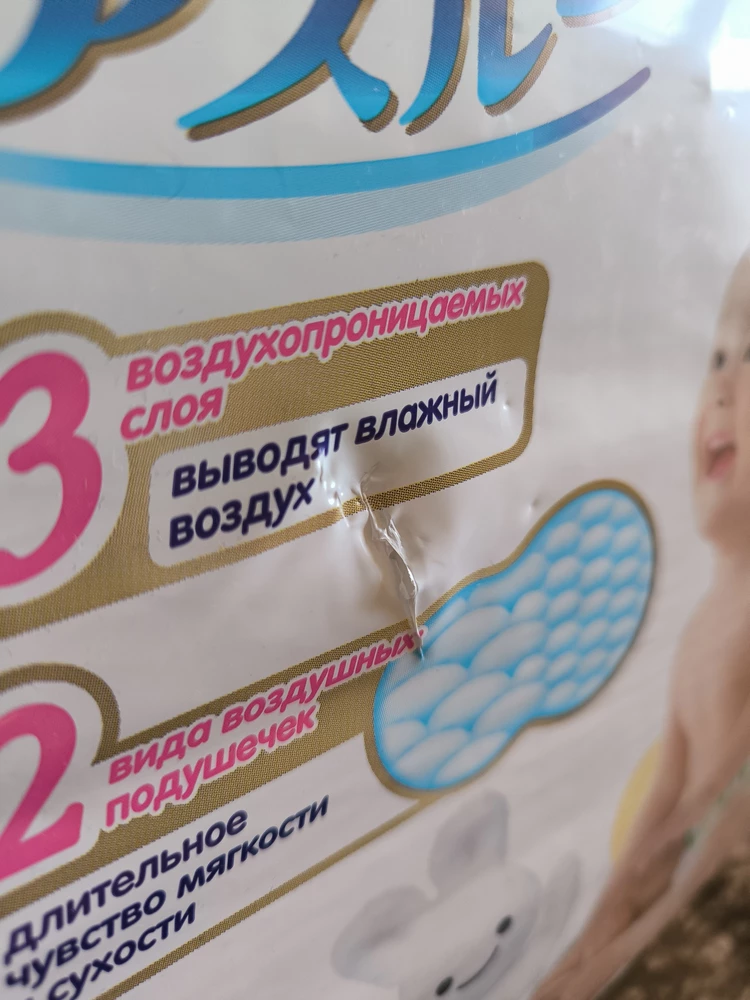 3
воздухопроницаемых
слоя
выводят влажный
воздух
2
вида воздушных
подушечек
длительное
чувство мягкости
сухости